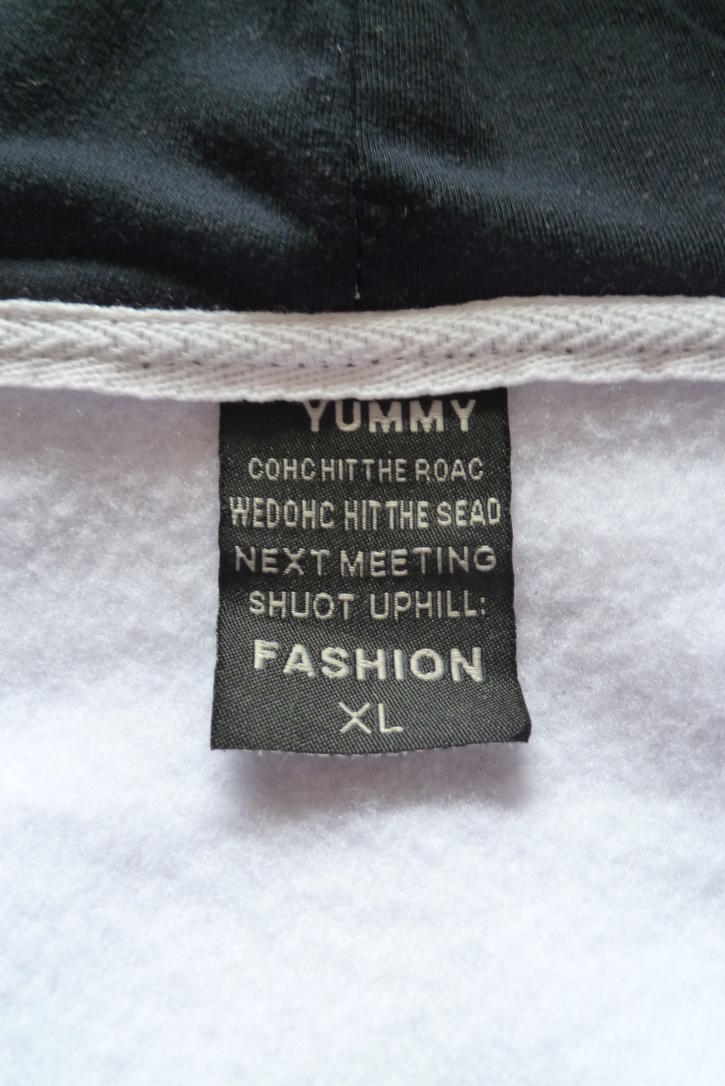 YUMMY
COHC HIT THE ROAC
WEDOHC HIT THE SEAD
NEXT MEETING
SHUOT UPHILL:
FASHION
XL